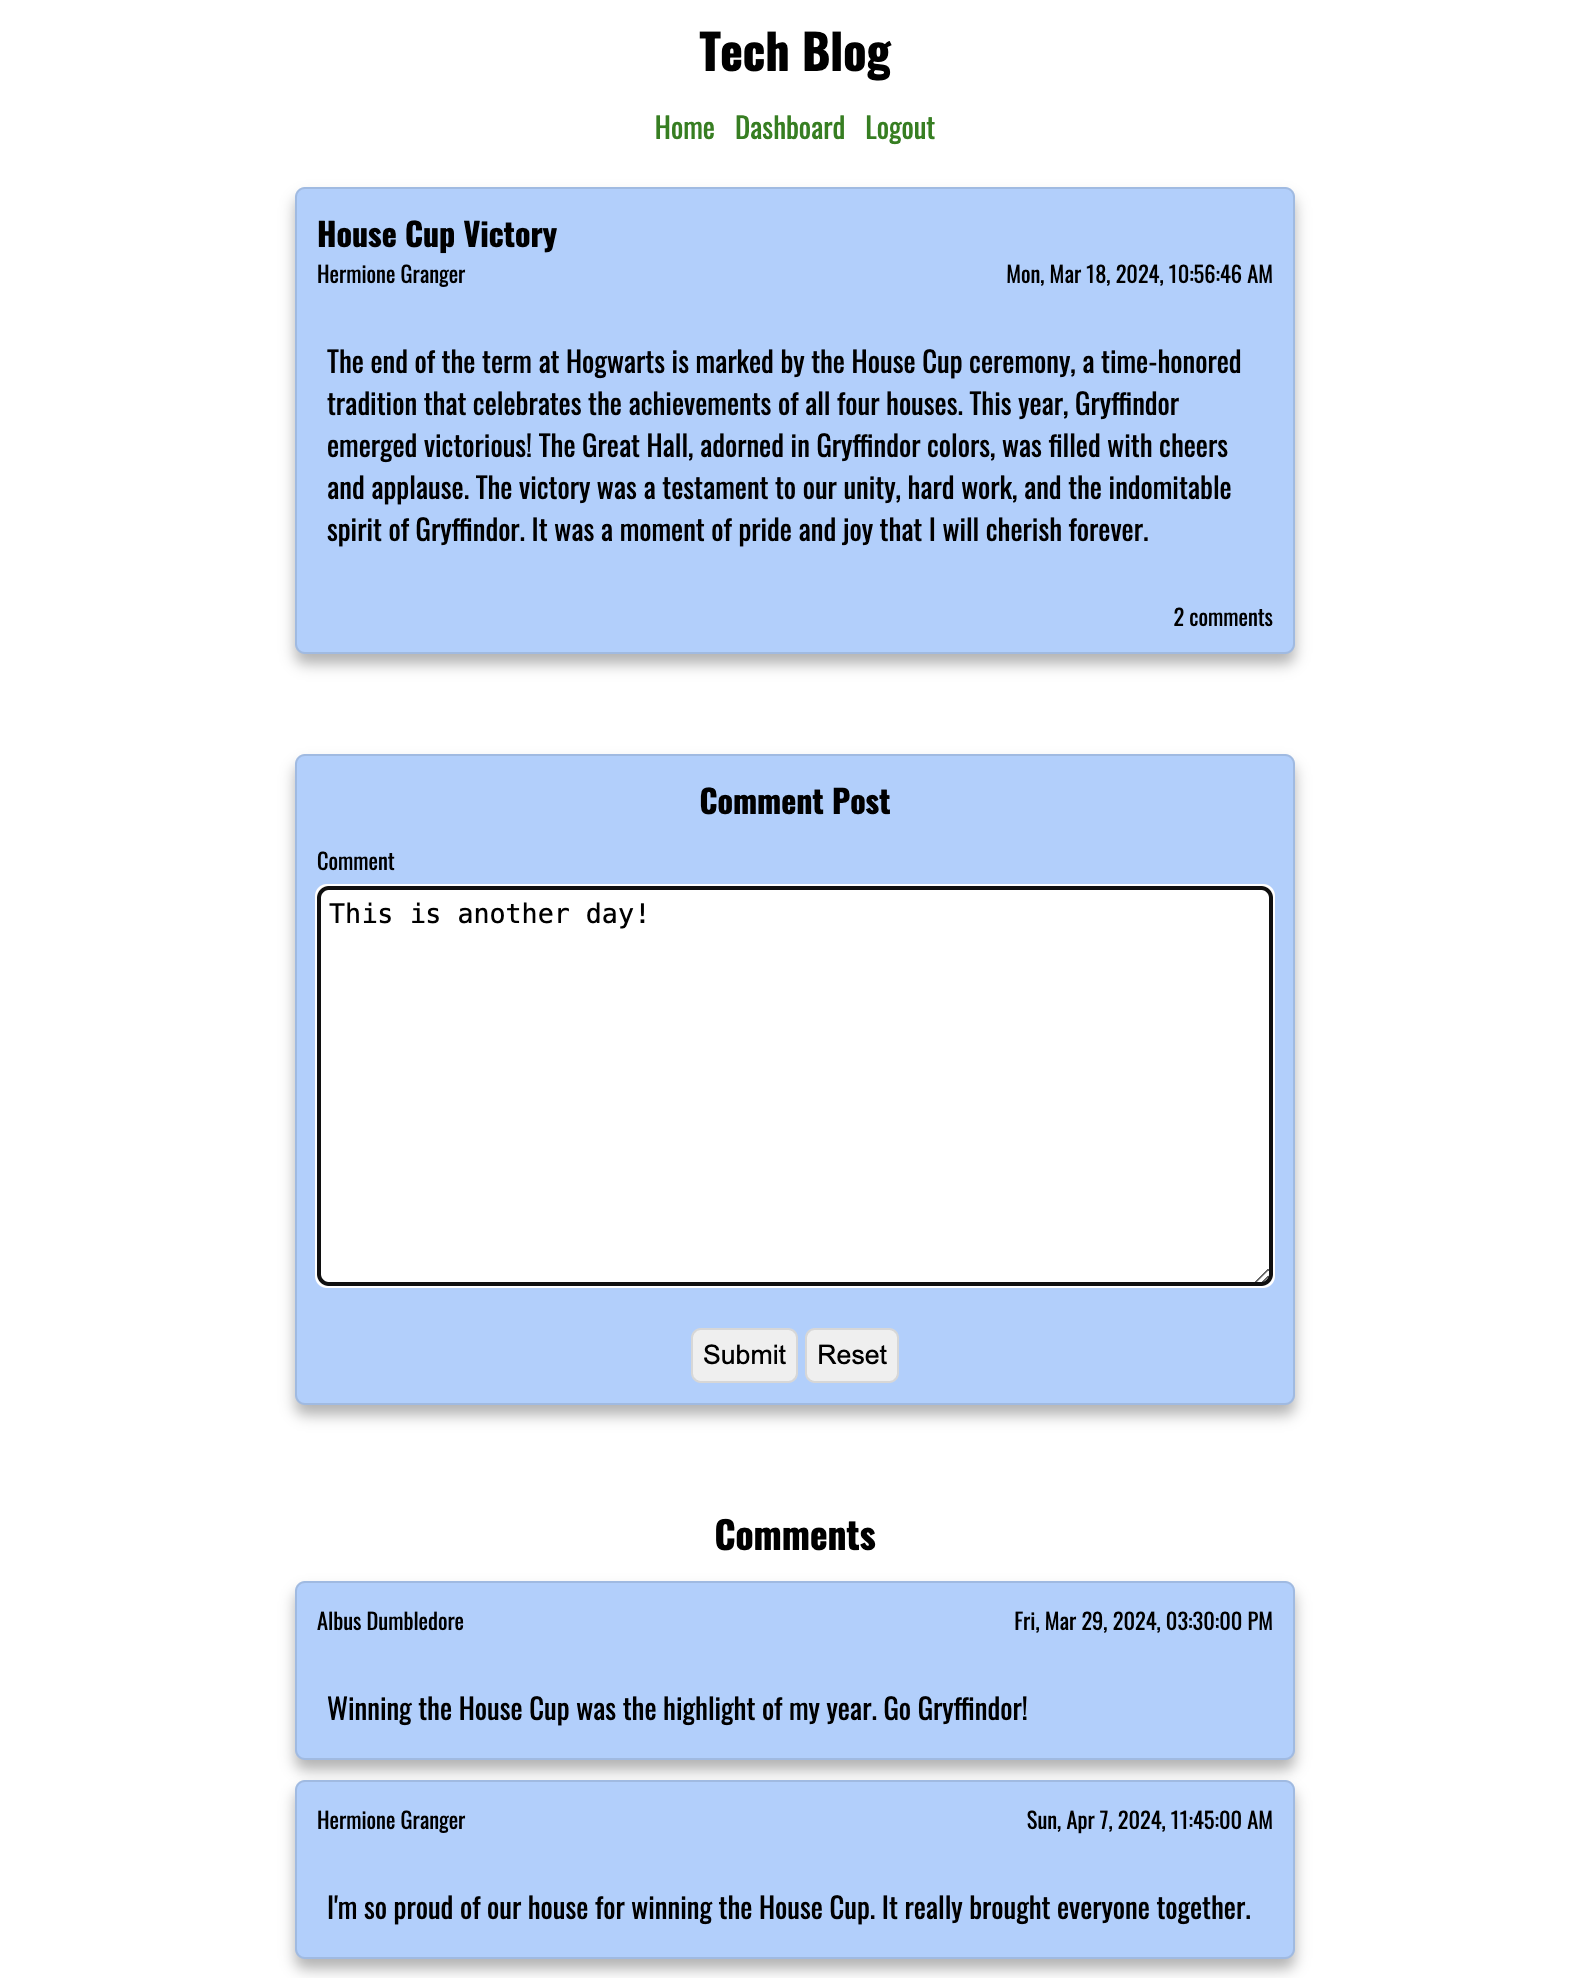 Tech Blog
Home Dashboard Logout
House Cup Victory
Hermione Granger Mon, Mar 18, 2024, 10:56:46 AM
The end of the term at Hogwarts is marked by the House Cup ceremony, a time-honored
tradition that celebrates the achievements of all four houses. This year, Gryffindor
emerged victorious! The Great Hall, adorned in Gryffindor colors, was filled with cheers
and applause. The victory was a testament to our unity, hard work, and the indomitable
spirit of Gryffindor. It was a moment of pride and joy that I will cherish forever.
2 comments
Comment Post
Comment
This is another day!
Submit Reset
Comments
Albus Dumbledore Fri, Mar 29, 2024, 03:30:00 PM
Winning the House Cup was the highlight of my year. Go Gryffindor!
Hermione Granger Sun, Apr 7, 2024, 11:45:00 AM
I'm so proud of our house for winning the House Cup. It really brought everyone together.